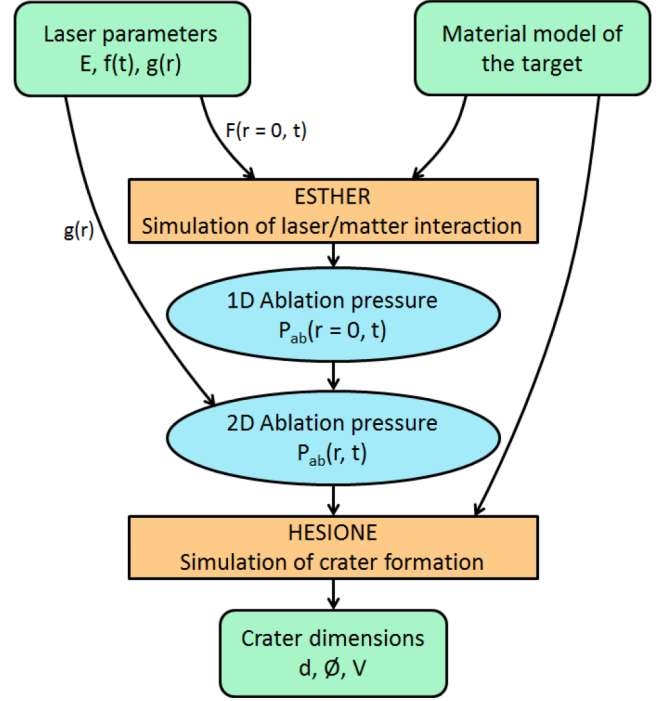 Laser parameters
E, f(t), g(r)
Material model of
the target
F(r = 0, t)
ESTHER
Simulation of laser/matter interaction
g(r)
1D Ablation pressure
Pab(r = 0, t)
2D Ablation pressure
Pab(r, t)
HESIONE
Simulation of crater formation
Crater dimensions
d, Ø, V